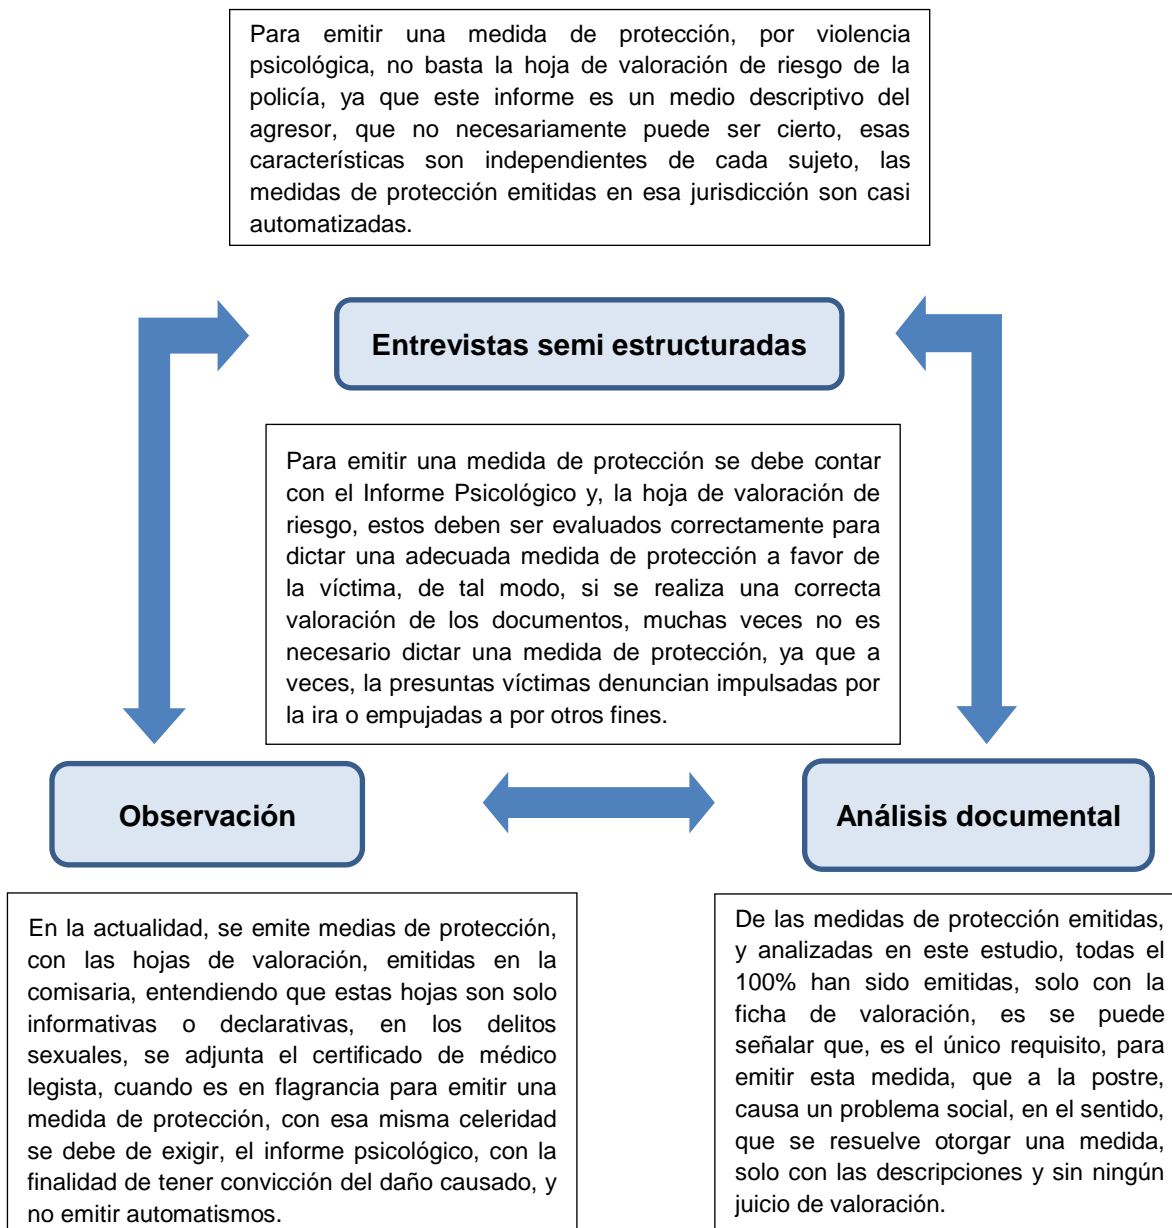 Para emitir una medida de protección, por violencia
psicológica, no basta la hoja de valoración de riesgo de la
policía, ya que este informe es un medio descriptivo del
agresor, que no necesariamente puede ser cierto, esas
características son independientes de cada sujeto, las
medidas de protección emitidas en esa jurisdicción son casi
automatizadas.
Entrevistas semi estructuradas
Para emitir una medida de protección se debe contar
con el Informe Psicológico y, la hoja de valoración de
riesgo, estos deben ser evaluados correctamente para
dictar una adecuada medida de protección a favor de
la víctima, de tal modo, si se realiza una correcta
valoración de los documentos, muchas veces no es
necesario dictar una medida de protección, ya que a
veces, la presuntas víctimas denuncian impulsadas por
la ira o empujadas a por otros fines.
Observación
Análisis documental
En la actualidad, se emite medias de protección,
con las hojas de valoración, emitidas en la
comisaria, entendiendo que estas hojas son solo
informativas o declarativas, en los delitos
sexuales, se adjunta el certificado de médico
legista, cuando es en flagrancia para emitir una
medida de protección, con esa misma celeridad
se debe de exigir, el informe psicológico, con la
finalidad de tener convicción del daño causado, y
no emitir automatismos.
De las medidas de protección emitidas,
y analizadas en este estudio, todas el
100% han sido emitidas, solo con la
ficha de valoración, es se puede
señalar que, es el único requisito, para
emitir esta medida, que a la postre,
causa un problema social, en el sentido,
que se resuelve otorgar una medida,
solo con las descripciones y sin ningún
juicio de valoración.